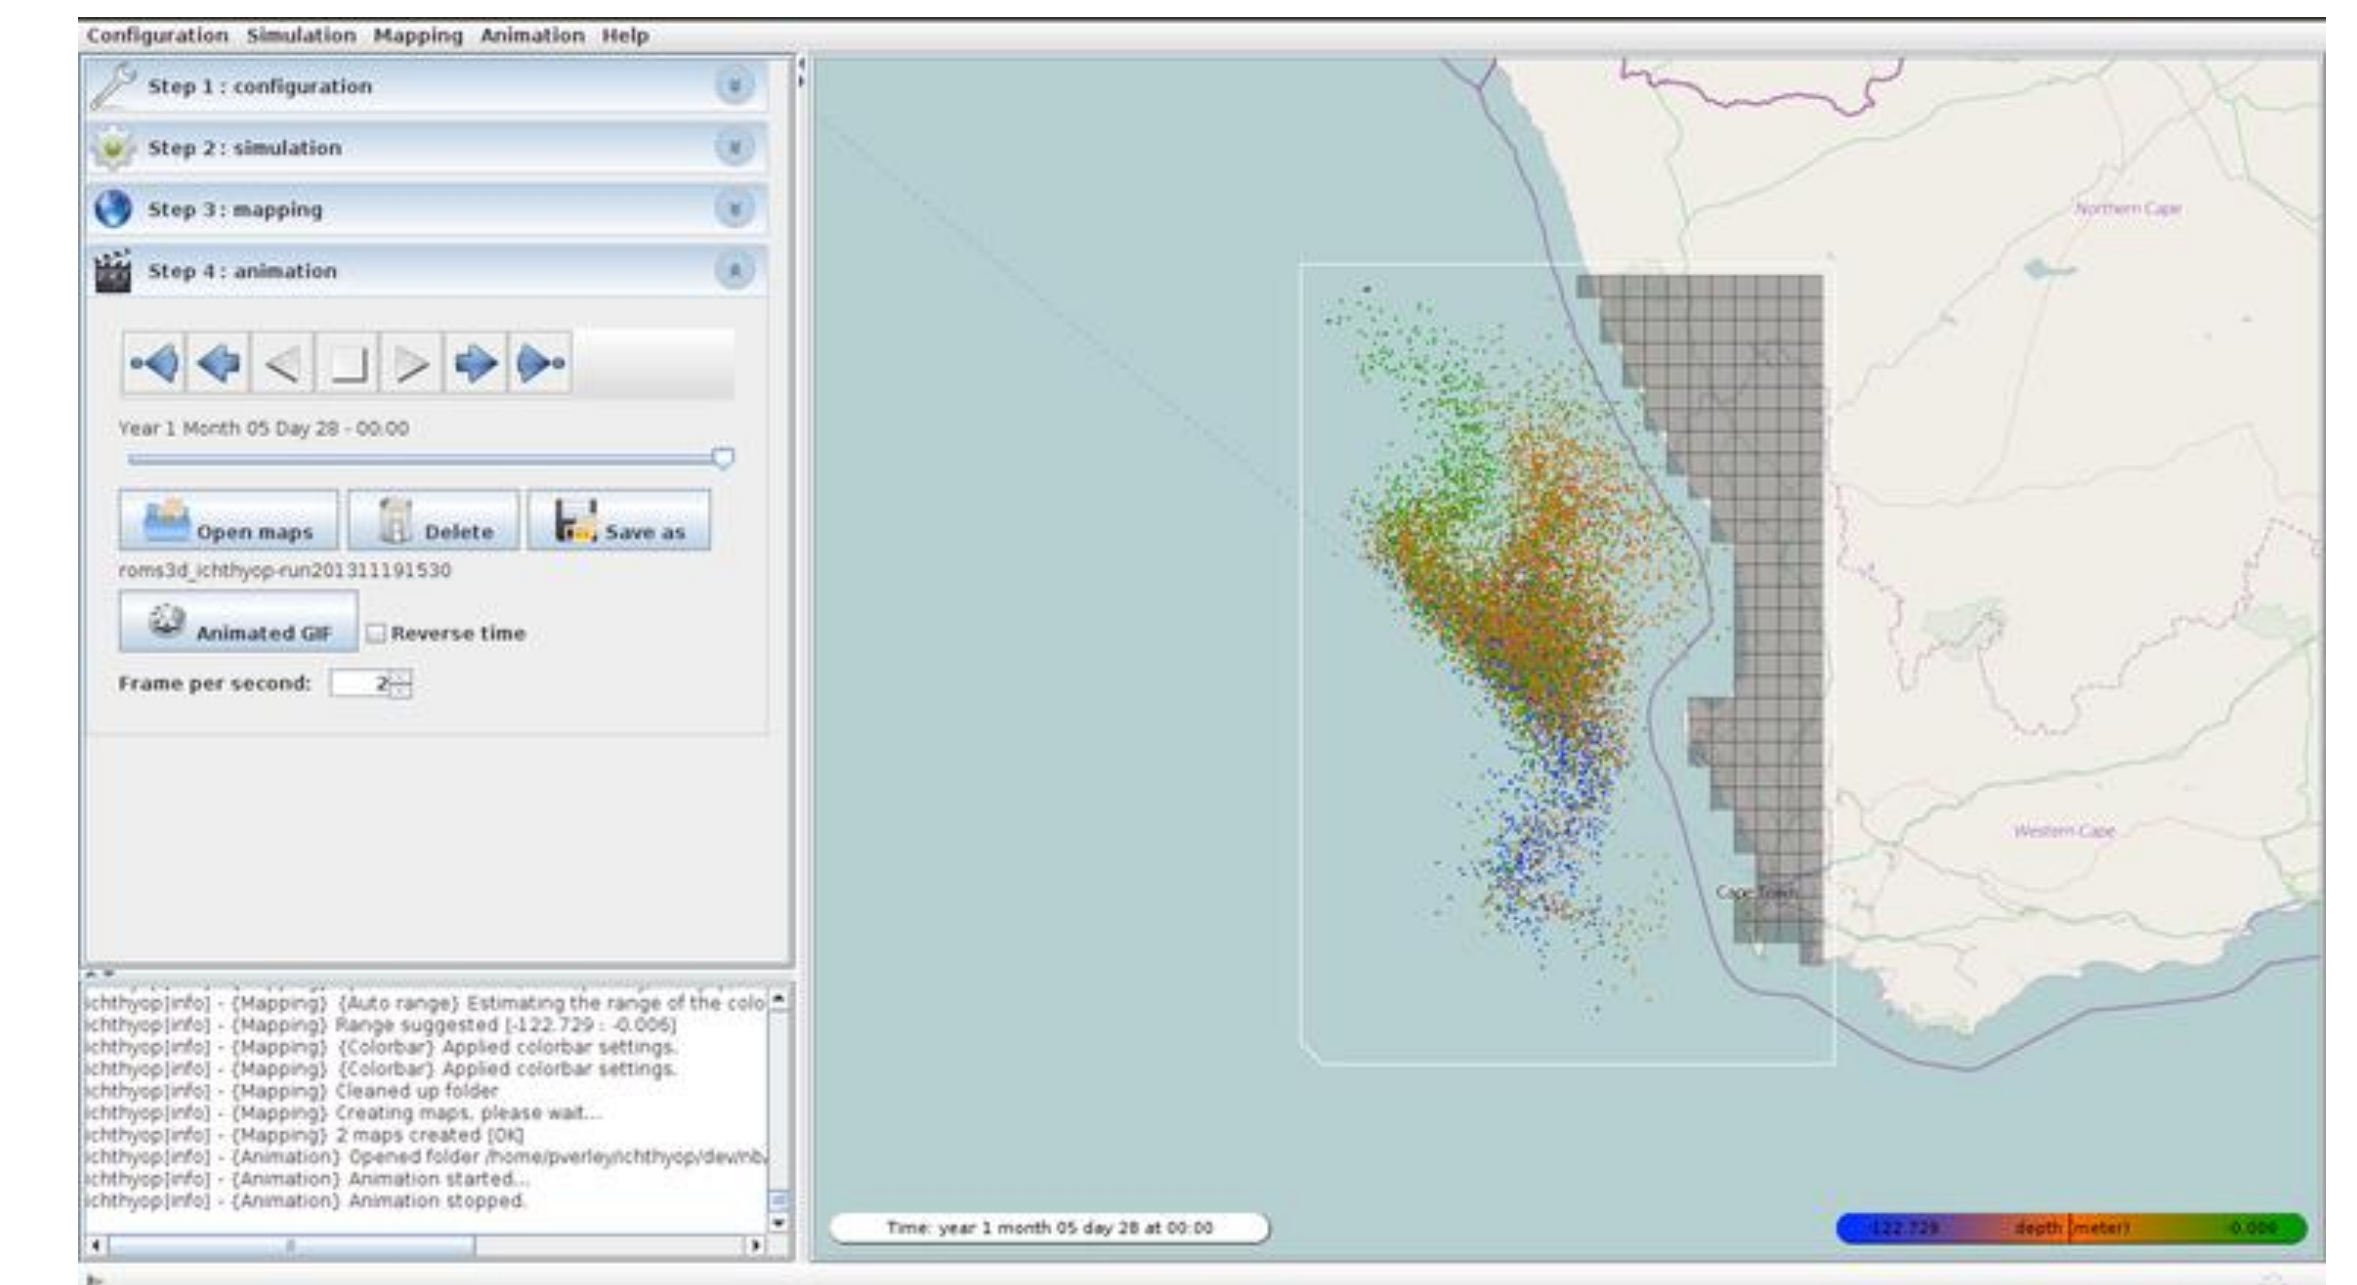 Configuration Simulation Mapping Animation Help
Step 1 : configuration
Step 2 : simulation
Step 3 : mapping
Step 4 : animation
Year 1 Month 05 Day 28 - 00:00
Open maps
Delete
Save as
roms3d_ichthyop-run201311191530
Animated GIF
Reverse time
Frame per second:
2
ichthyop[info] - {Mapping} {Auto range} Estimating the range of the colo
ichthyop[info] - {Mapping} Range suggested [-122.729 : -0.006]
ichthyop[info] - {Mapping} {Colorbar} Applied colorbar settings.
ichthyop[info] - {Mapping} {Colorbar} Applied colorbar settings.
ichthyop[info] - {Mapping} Cleaned up folder
ichthyop[info] - {Mapping} Creating maps, please wait...
ichthyop[info] - {Mapping} 2 maps created [OK]
ichthyop[info] - {Animation} Opened folder /home/pverley/ichthyop/dev/nb
ichthyop[info] - {Animation} Animation started...
ichthyop[info] - {Animation} Animation stopped.
Northern Cape
Western Cape
Cape Town
Time: year 1 month 05 day 28 at 00:00
-122.729 depth (meter) -0.006